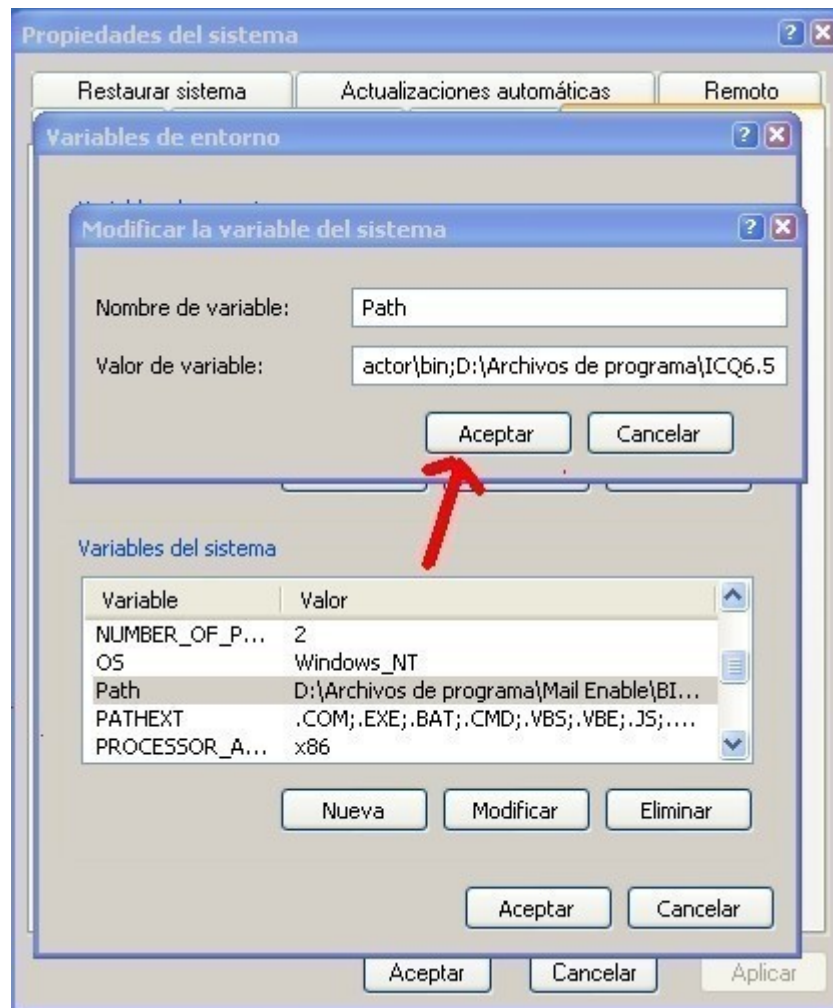 Propiedades del sistema
Restaurar sistema Actualizaciones automáticas Remoto
Variables de entorno
Modificar la variable del sistema
Nombre de variable: Path
Valor de variable: actor\bin;D:\Archivos de programa\ICQ6.5
Aceptar Cancelar
Variables del sistema
Variable Valor
NUMBER_OF_P... 2
OS Windows_NT
Path D:\Archivos de programa\Mail Enable\BI...
PATHEXT .COM;.EXE;.BAT;.CMD;.VBS;.VBE;.JS;....
PROCESSOR_A... x86
Nueva Modificar Eliminar
Aceptar Cancelar
Aceptar Cancelar Aplicar